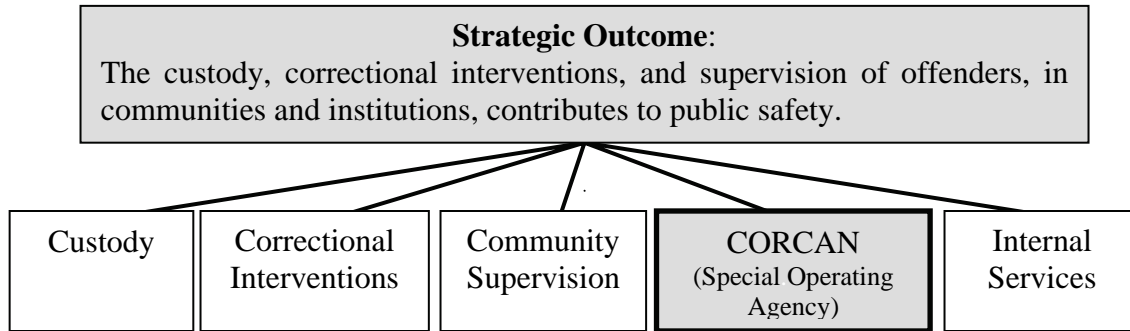 Strategic Outcome:
The custody, correctional interventions, and supervision of offenders, in
communities and institutions, contributes to public safety.
Custody
Correctional
Interventions
Community
Supervision
CORCAN
(Special Operating
Agency)
Internal
Services